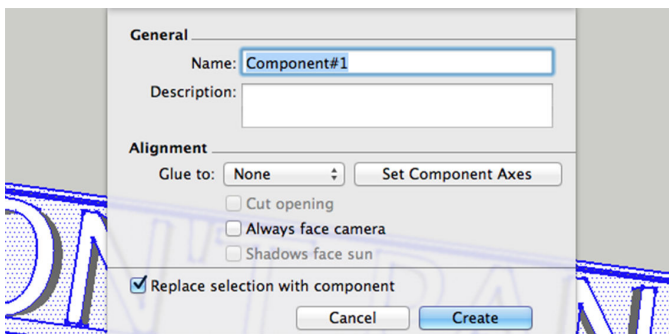 General
Name: Component#1
Description:
Alignment
Glue to: None Set Component Axes
Cut opening
Always face camera
Shadows face sun
Replace selection with component
Cancel Create